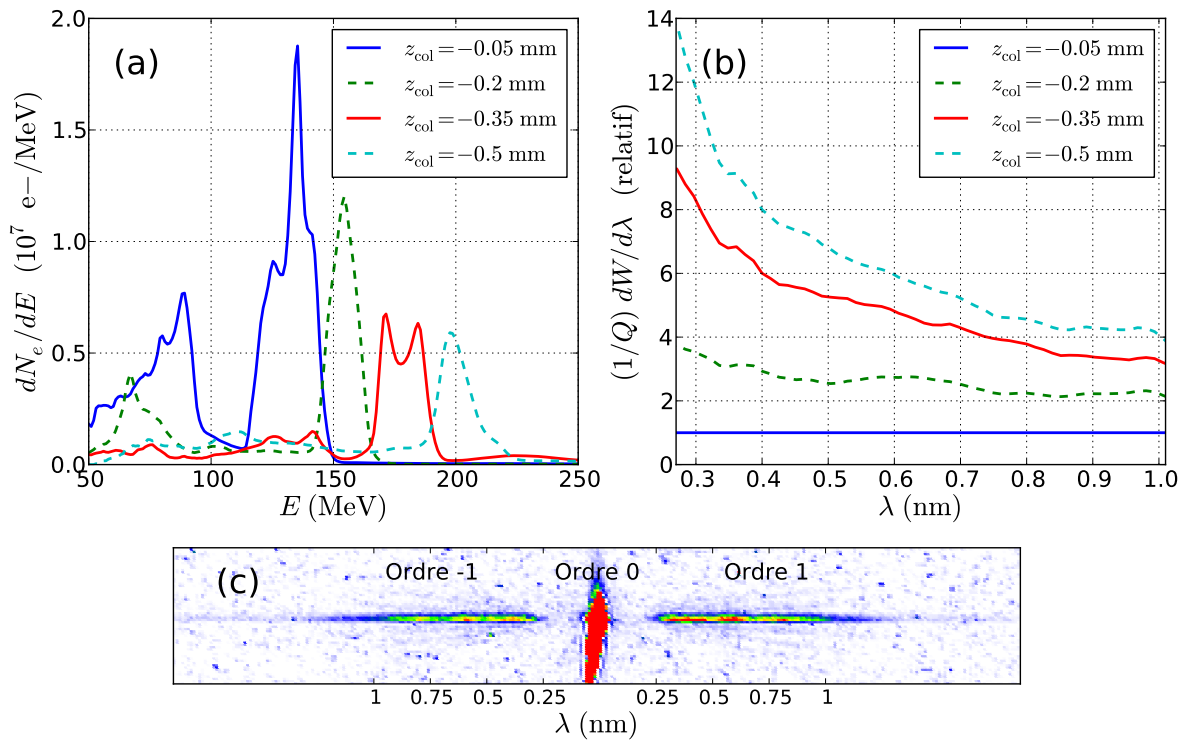 (a)
z_col=−0.05 mm
z_col=−0.2 mm
z_col=−0.35 mm
z_col=−0.5 mm
2.0
1.5
1.0
0.5
0.0
dN_e/dE (10^7 e−/MeV)
50 100 150 200 250
E (MeV)
(b)
z_col=−0.05 mm
z_col=−0.2 mm
z_col=−0.35 mm
z_col=−0.5 mm
14
12
10
8
6
4
2
0
(1/Q) dW/dλ (relatif)
0.3 0.4 0.5 0.6 0.7 0.8 0.9 1.0
λ (nm)
(c)
Ordre -1 Ordre 0 Ordre 1
1 0.75 0.5 0.25 0.25 0.5 0.75 1
λ (nm)